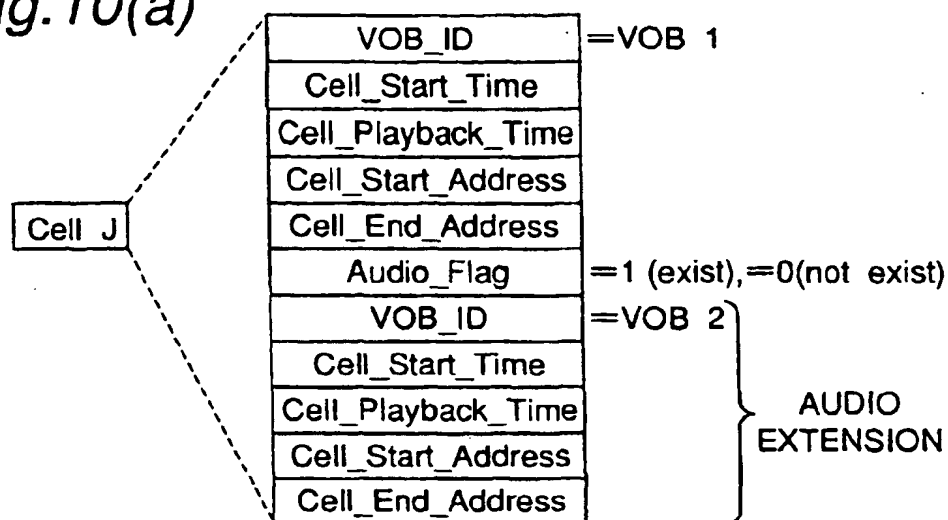 ig.10(a)
VOB_ID =VOB 1
Cell_Start_Time
Cell_Playback_Time
Cell_Start_Address
Cell J
Cell_End_Address
Audio_Flag =1 (exist),=0(not exist)
VOB_ID =VOB 2
Cell_Start_Time
Cell_Playback_Time
AUDIO
EXTENSION
Cell_Start_Address
Cell_End_Address